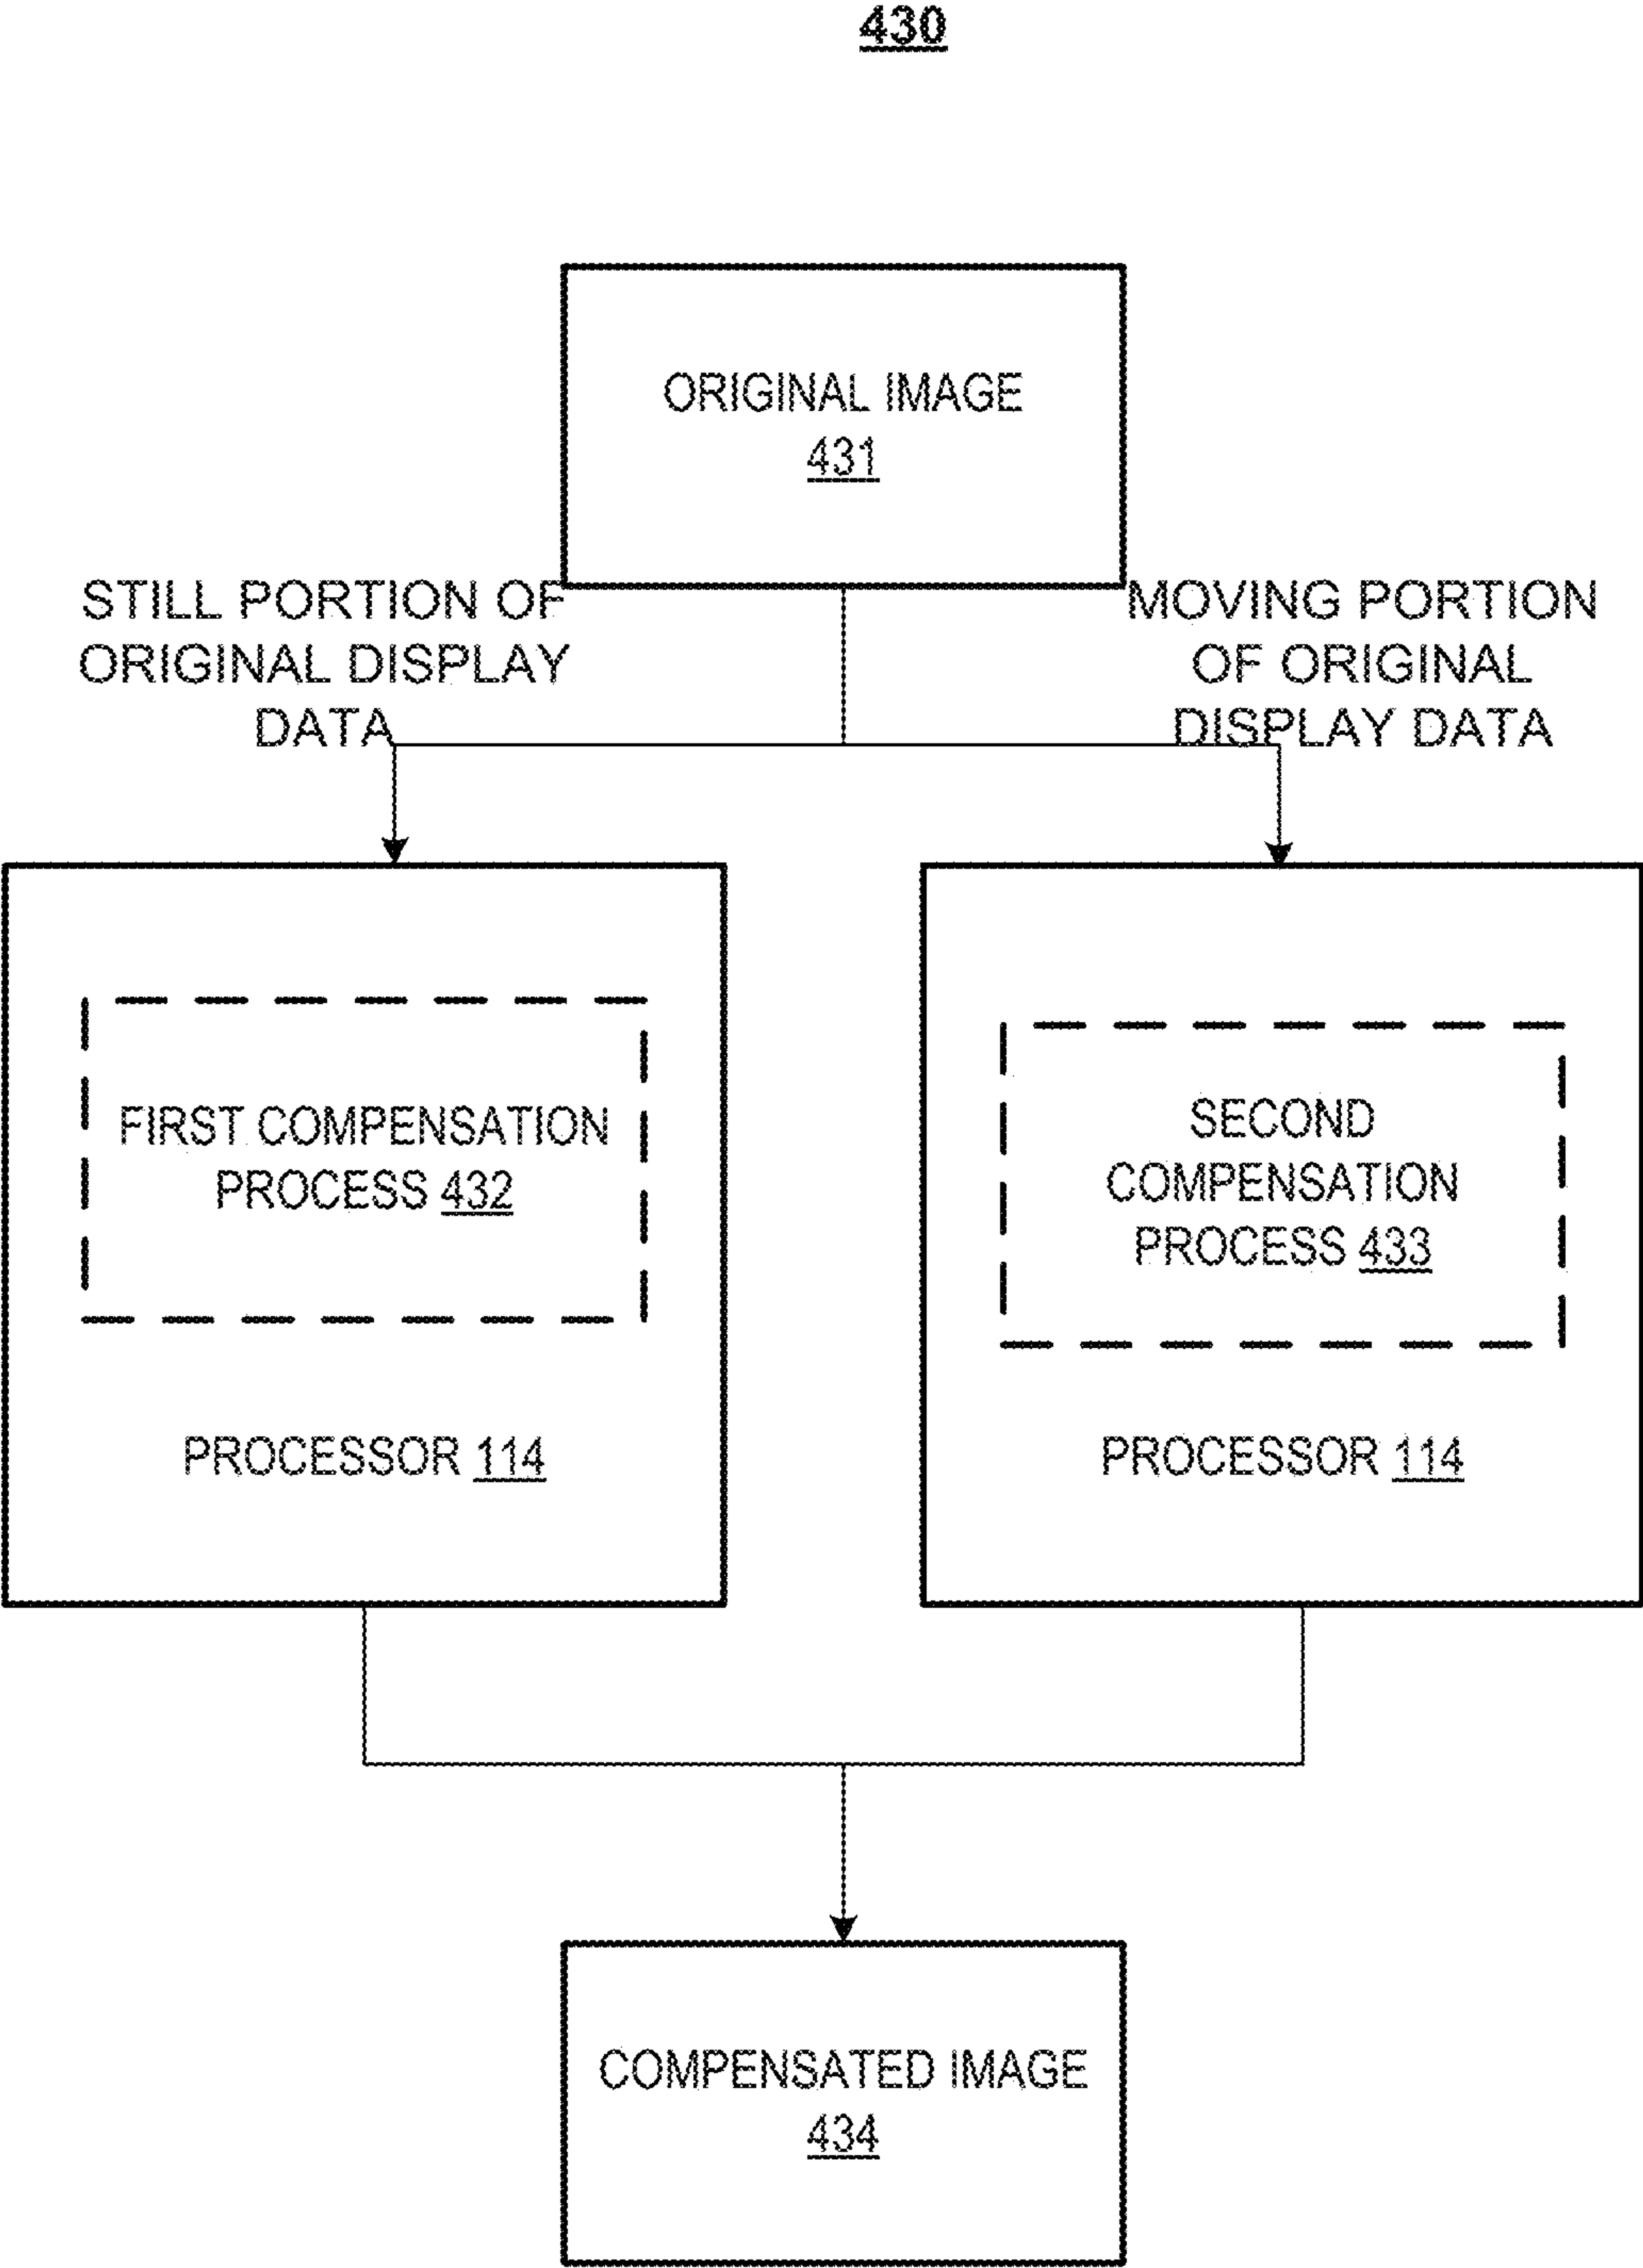 430
ORIGINAL IMAGE
431
STILL PORTION OF
ORIGINAL DISPLAY
DATA
MOVING PORTION
OF ORIGINAL
DISPLAY DATA
FIRST COMPENSATION
PROCESS 432
PROCESSOR 114
SECOND
COMPENSATION
PROCESS 433
PROCESSOR 114
COMPENSATED IMAGE
434